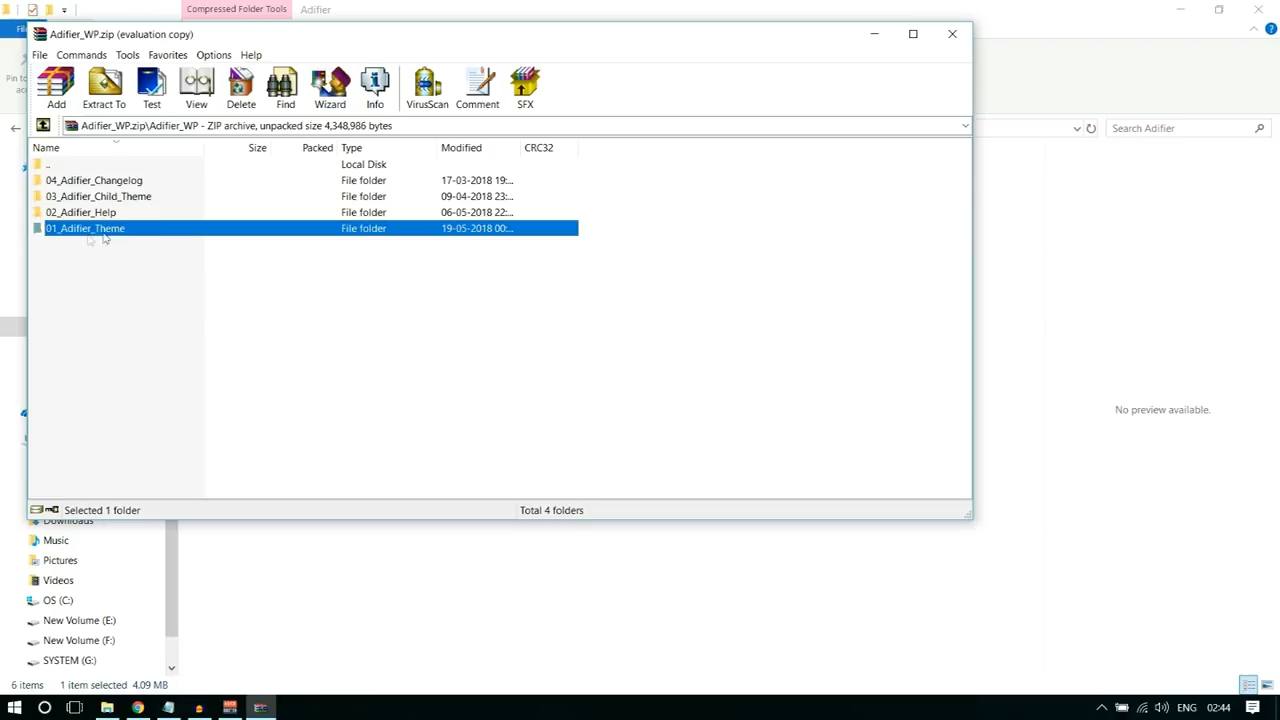 Compressed Folder Tools Adifier
Adifier_WP.zip (evaluation copy)
File Commands Tools Favorites Options Help
Add Extract To Test View Delete Find Wizard Info VirusScan Comment SFX
Adifier_WP.zip\Adifier_WP - ZIP archive, unpacked size 4,348,986 bytes
Search Adifier
Name Size Packed Type Modified CRC32
.. Local Disk
04_Adifier_Changelog File folder 17-03-2018 19:...
03_Adifier_Child_Theme File folder 09-04-2018 23:...
02_Adifier_Help File folder 06-05-2018 22:...
01_Adifier_Theme File folder 19-05-2018 00:...
No preview available.
Selected 1 folder Total 4 folders
Downloads
Music
Pictures
Videos
OS (C:)
New Volume (E:)
New Volume (F:)
SYSTEM (G:)
6 items 1 item selected 4.09 MB
ENG 02:44